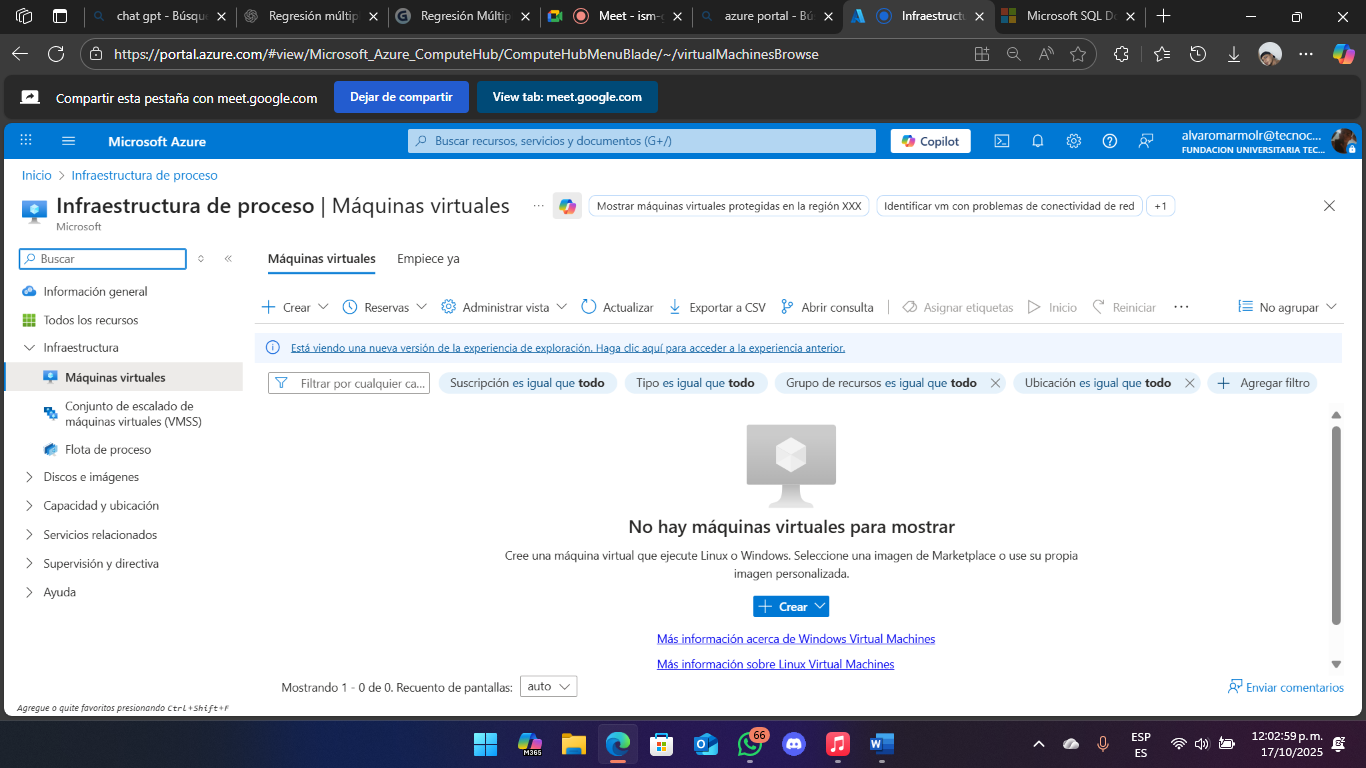 chat gpt - Búsqu
Regresión múltip
Regresión Múltip
Meet - ism-
azure portal - Bú
Infraestructu
Microsoft SQL Do
https://portal.azure.com/#view/Microsoft_Azure_ComputeHub/ComputeHubMenuBlade/~/virtualMachinesBrowse
Compartir esta pestaña con meet.google.com
Dejar de compartir
View tab: meet.google.com
Microsoft Azure
Buscar recursos, servicios y documentos (G+/)
Copilot
alvaromarmolr@tecnoc...
FUNDACION UNIVERSITARIA TEC...
Inicio > Infraestructura de proceso
Infraestructura de proceso | Máquinas virtuales
Microsoft
Mostrar máquinas virtuales protegidas en la región XXX
Identificar vm con problemas de conectividad de red
+1
Buscar
Información general
Todos los recursos
Infraestructura
Máquinas virtuales
Conjunto de escalado de
máquinas virtuales (VMSS)
Flota de proceso
Discos e imágenes
Capacidad y ubicación
Servicios relacionados
Supervisión y directiva
Ayuda
Agregue o quite favoritos presionando Ctrl+Shift+F
Máquinas virtuales
Empiece ya
Crear
Reservas
Administrar vista
Actualizar
Exportar a CSV
Abrir consulta
Asignar etiquetas
Inicio
Reiniciar
No agrupar
Está viendo una nueva versión de la experiencia de exploración. Haga clic aquí para acceder a la experiencia anterior.
Filtrar por cualquier ca...
Suscripción es igual que todo
Tipo es igual que todo
Grupo de recursos es igual que todo
Ubicación es igual que todo
Agregar filtro
No hay máquinas virtuales para mostrar
Cree una máquina virtual que ejecute Linux o Windows. Seleccione una imagen de Marketplace o use su propia
imagen personalizada.
Crear
Más información acerca de Windows Virtual Machines
Más información sobre Linux Virtual Machines
Mostrando 1 - 0 de 0. Recuento de pantallas:
auto
Enviar comentarios
M365
66
ESP
ES
12:02:59 p. m.
17/10/2025